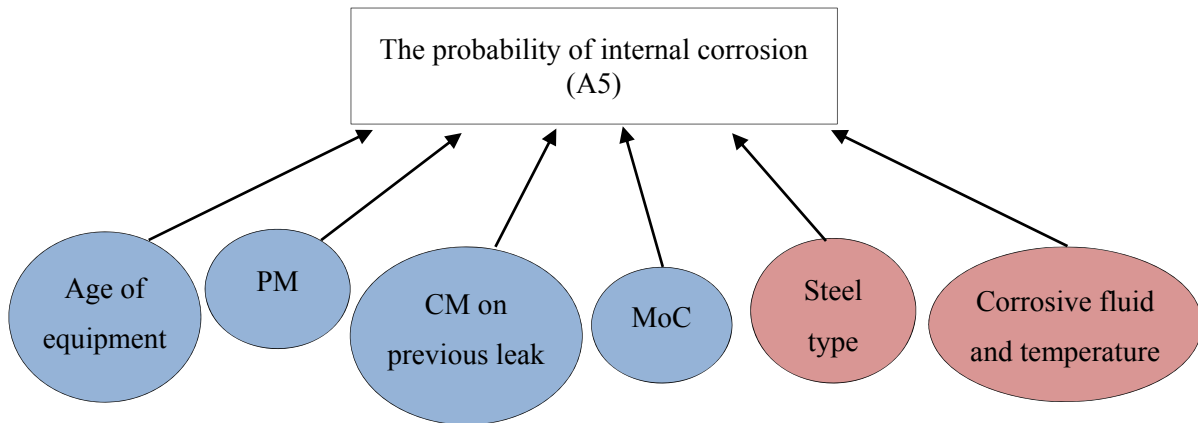 The probability of internal corrosion
(A5)
Age of
equipment
PM
CM on
previous leak
MoC
Steel
type
Corrosive fluid
and temperature